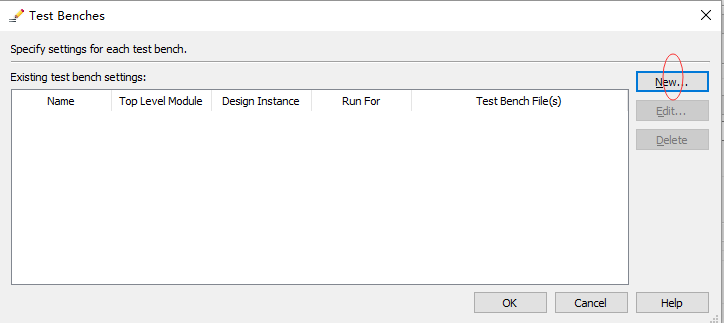 Test Benches
Specify settings for each test bench.
Existing test bench settings:
Name Top Level Module Design Instance Run For Test Bench File(s)
New...
Edit...
Delete
OK Cancel Help